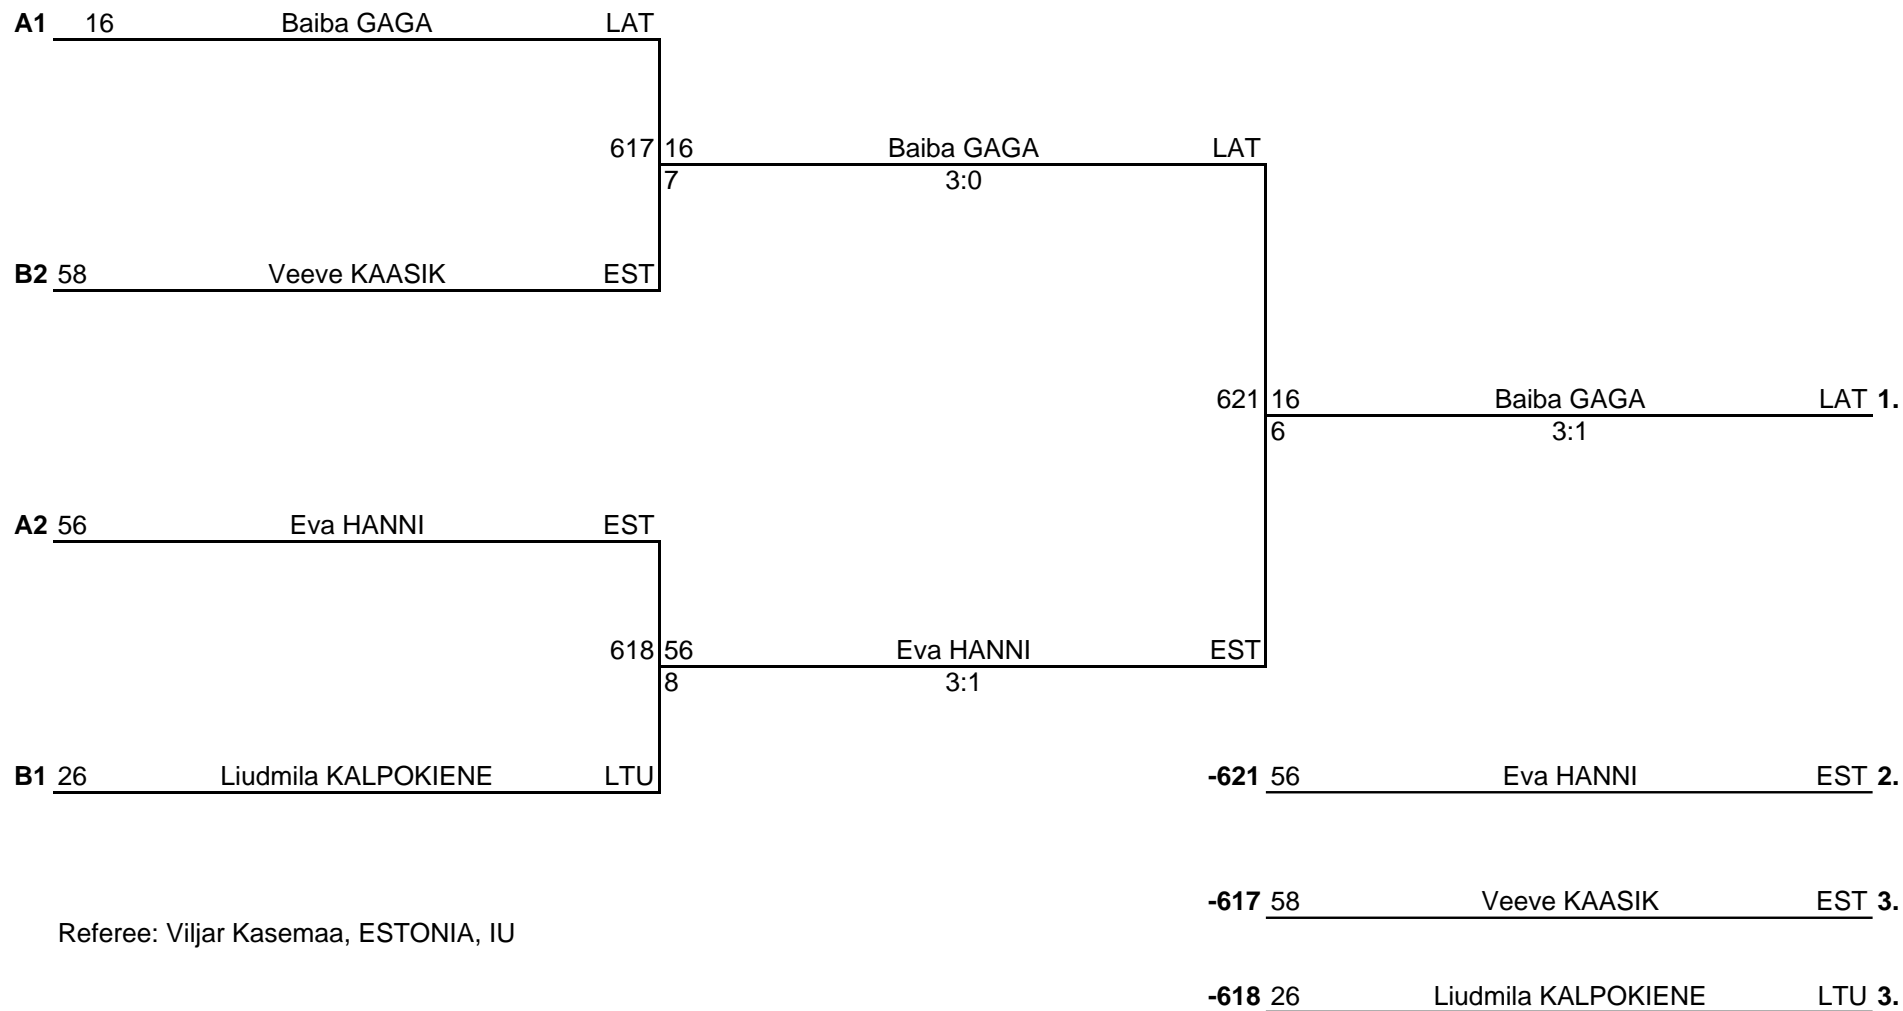 A1 16 Baiba GAGA LAT
617 16 Baiba GAGA LAT
7 3:0
B2 58 Veeve KAASIK EST
621 16 Baiba GAGA LAT 1.
6 3:1
A2 56 Eva HANNI EST
618 56 Eva HANNI EST
8 3:1
B1 26 Liudmila KALPOKIENE LTU
-621 56 Eva HANNI EST 2.
-617 58 Veeve KAASIK EST 3.
Referee: Viljar Kasemaa, ESTONIA, IU
-618 26 Liudmila KALPOKIENE LTU 3.